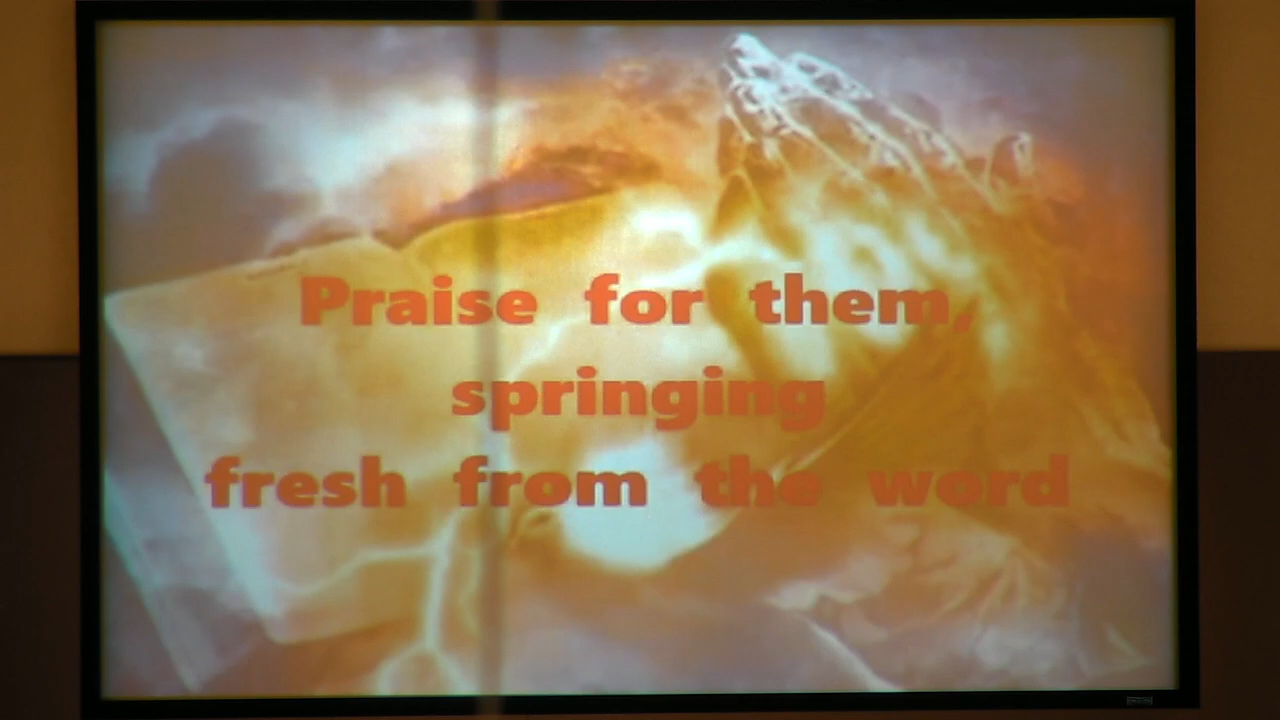 Praise for them,
springing
fresh from the word